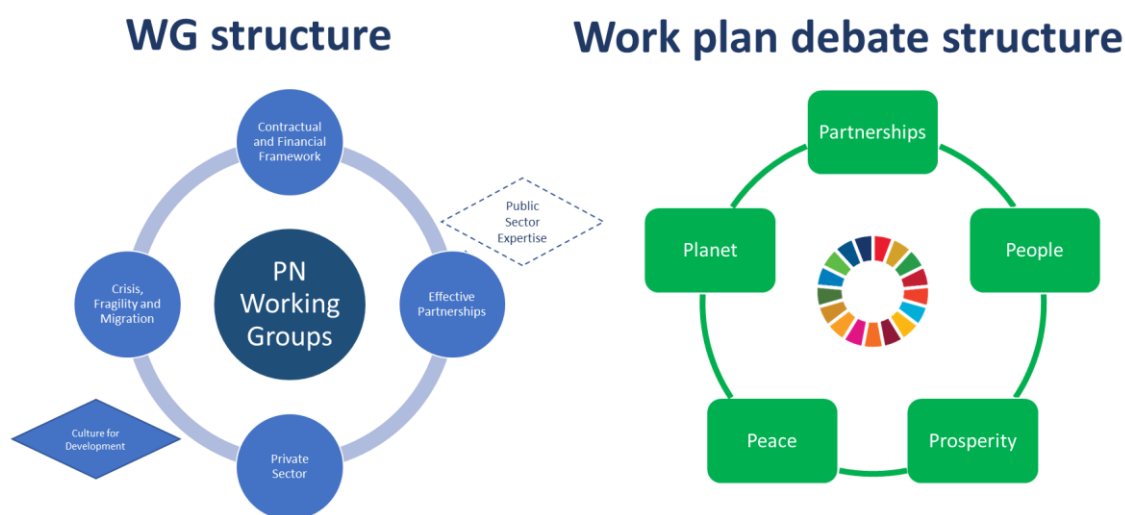 WG structure
Contractual
and Financial
Framework
Public
Sector
Expertise
PN
Working
Groups
Crisis,
Fragility and
Migration
Effective
Partnerships
Culture for
Development
Private
Sector
Work plan debate structure
Partnerships
Planet
People
Peace
Prosperity